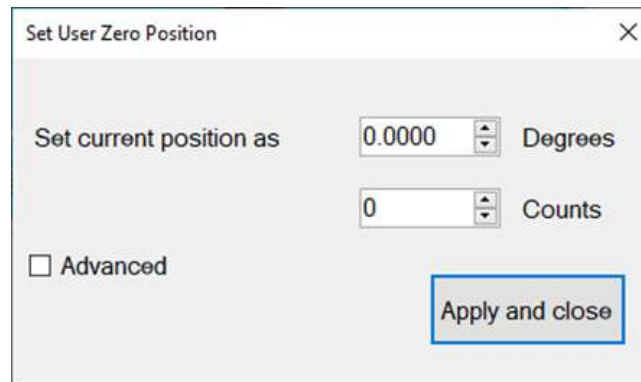 Set User Zero Position
Set current position as 0.0000 Degrees
0 Counts
Advanced
Apply and close